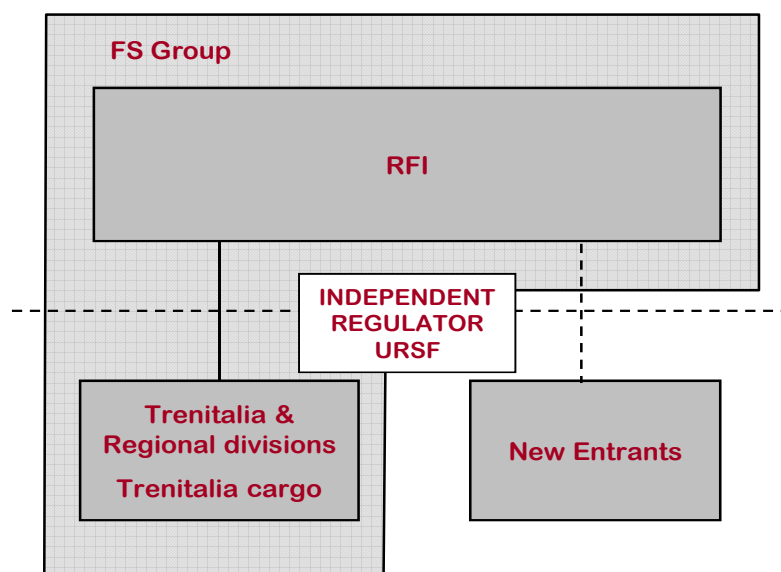 FS Group
RFI
INDEPENDENT
REGULATOR
URSF
Trenitalia &
Regional divisions
Trenitalia cargo
New Entrants